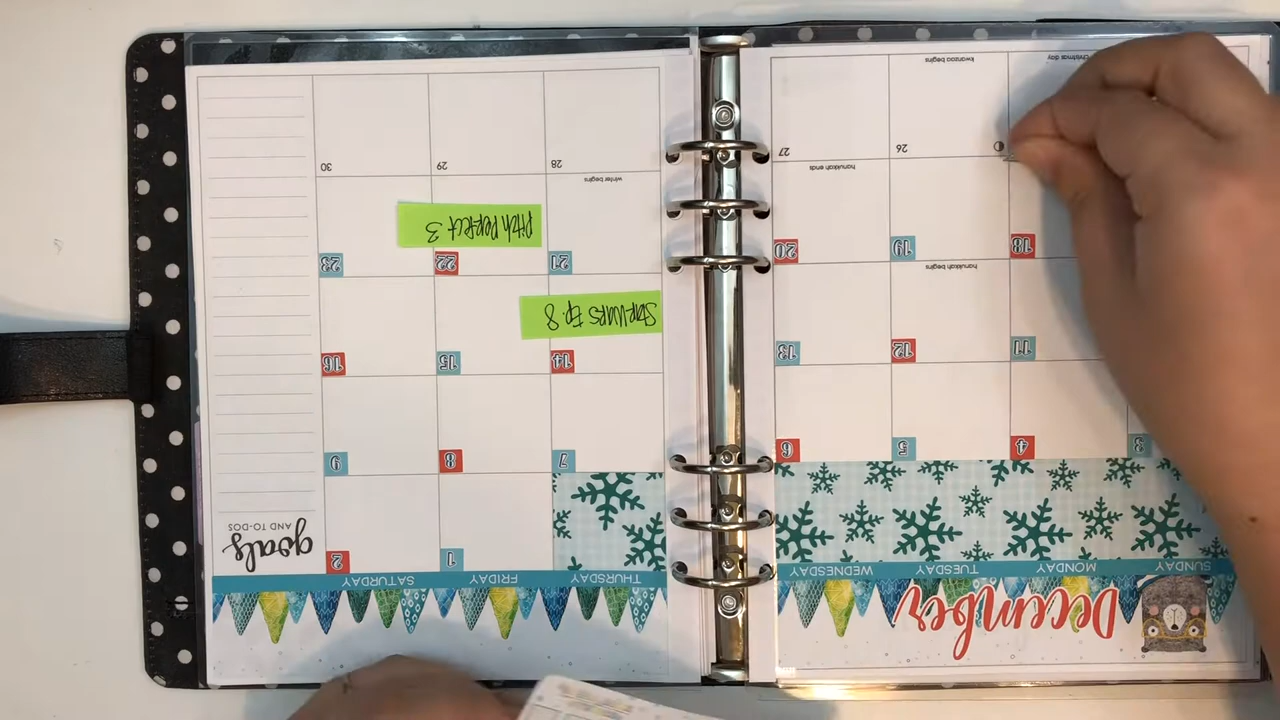 December
SUNDAY MONDAY TUESDAY WEDNESDAY THURSDAY FRIDAY SATURDAY
1 2
goals
AND TO-DOS
3 4 5 6 7 8 9
11 12 13 14 15 16
Star Wars Ep. 8
hanukkah begins
18 19 20 21 22 23
Pitch Perfect 3
hanukkah ends winter begins
26 27 28 29 30
christmas day kwanzaa begins